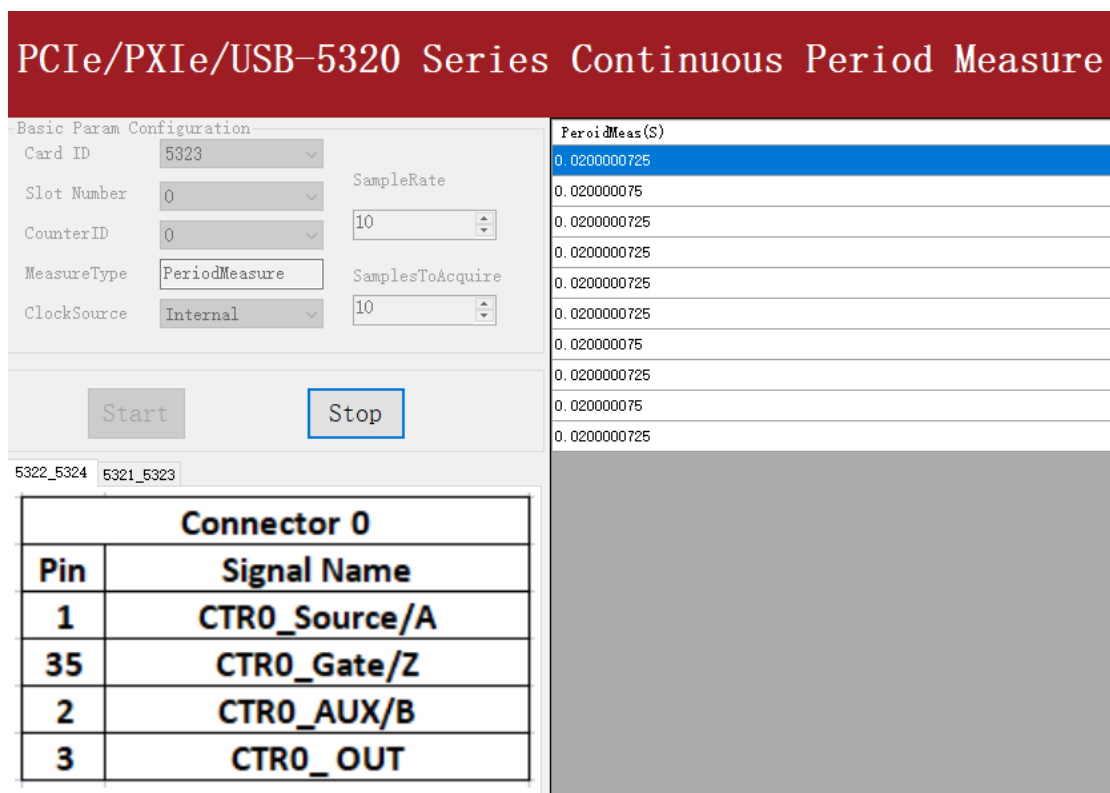 PCIe/PXIe/USB-5320 Series Continuous Period Measure
Basic Param Configuration
Card ID 5323
Slot Number 0
CounterID 0
MeasureType PeriodMeasure
ClockSource Internal
SampleRate
10
SamplesToAcquire
10
Start Stop
5322_5324 5321_5323
Connector 0
Pin Signal Name
1 CTR0_Source/A
35 CTR0_Gate/Z
2 CTR0_AUX/B
3 CTR0_ OUT
PeroidMeas(S)
0.0200000725
0.020000075
0.0200000725
0.0200000725
0.0200000725
0.0200000725
0.020000075
0.0200000725
0.020000075
0.0200000725